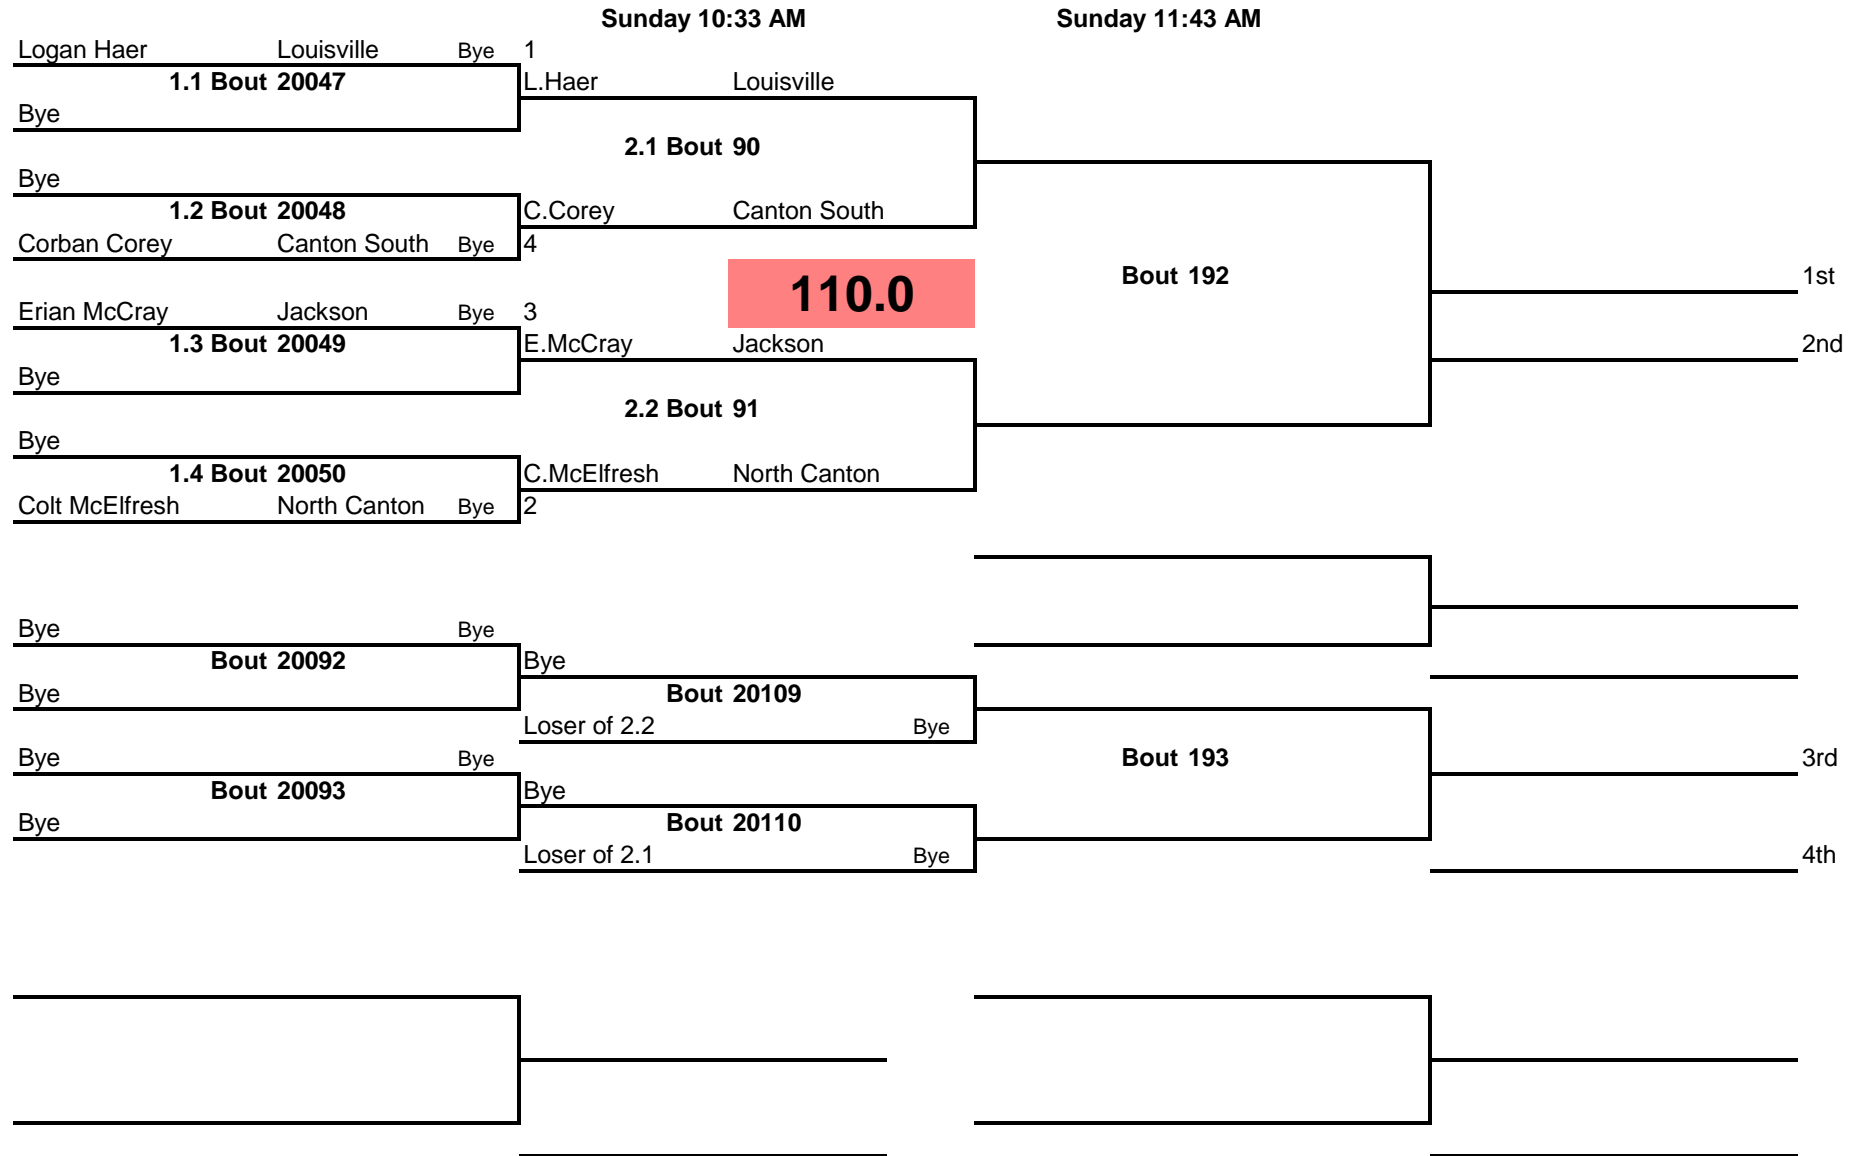 Sunday 10:33 AM Sunday 11:43 AM
Logan Haer Louisville Bye 1
1.1 Bout 20047 L.Haer Louisville
Bye
2.1 Bout 90
Bye
1.2 Bout 20048 C.Corey Canton South
Corban Corey Canton South Bye 4
110.0 Bout 192 1st
Erian McCray Jackson Bye 3
1.3 Bout 20049 E.McCray Jackson 2nd
Bye
2.2 Bout 91
Bye
1.4 Bout 20050 C.McElfresh North Canton
Colt McElfresh North Canton Bye 2
Bye Bye
Bout 20092 Bye
Bye Bout 20109
Loser of 2.2 Bye
Bye Bye Bout 193 3rd
Bout 20093 Bye
Bye Bout 20110
Loser of 2.1 Bye 4th